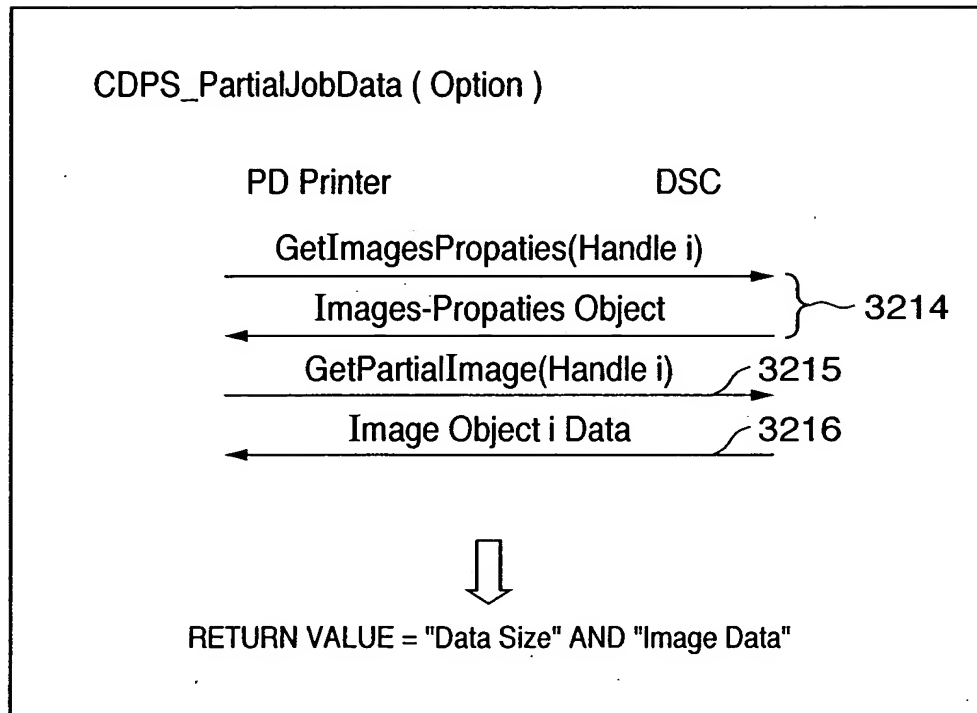 CDPS_PartialJobData ( Option )
PD Printer DSC
GetImagesPropaties(Handle i)
Images-Propaties Object 3214
GetPartialImage(Handle i) 3215
Image Object i Data 3216
RETURN VALUE = "Data Size" AND "Image Data"